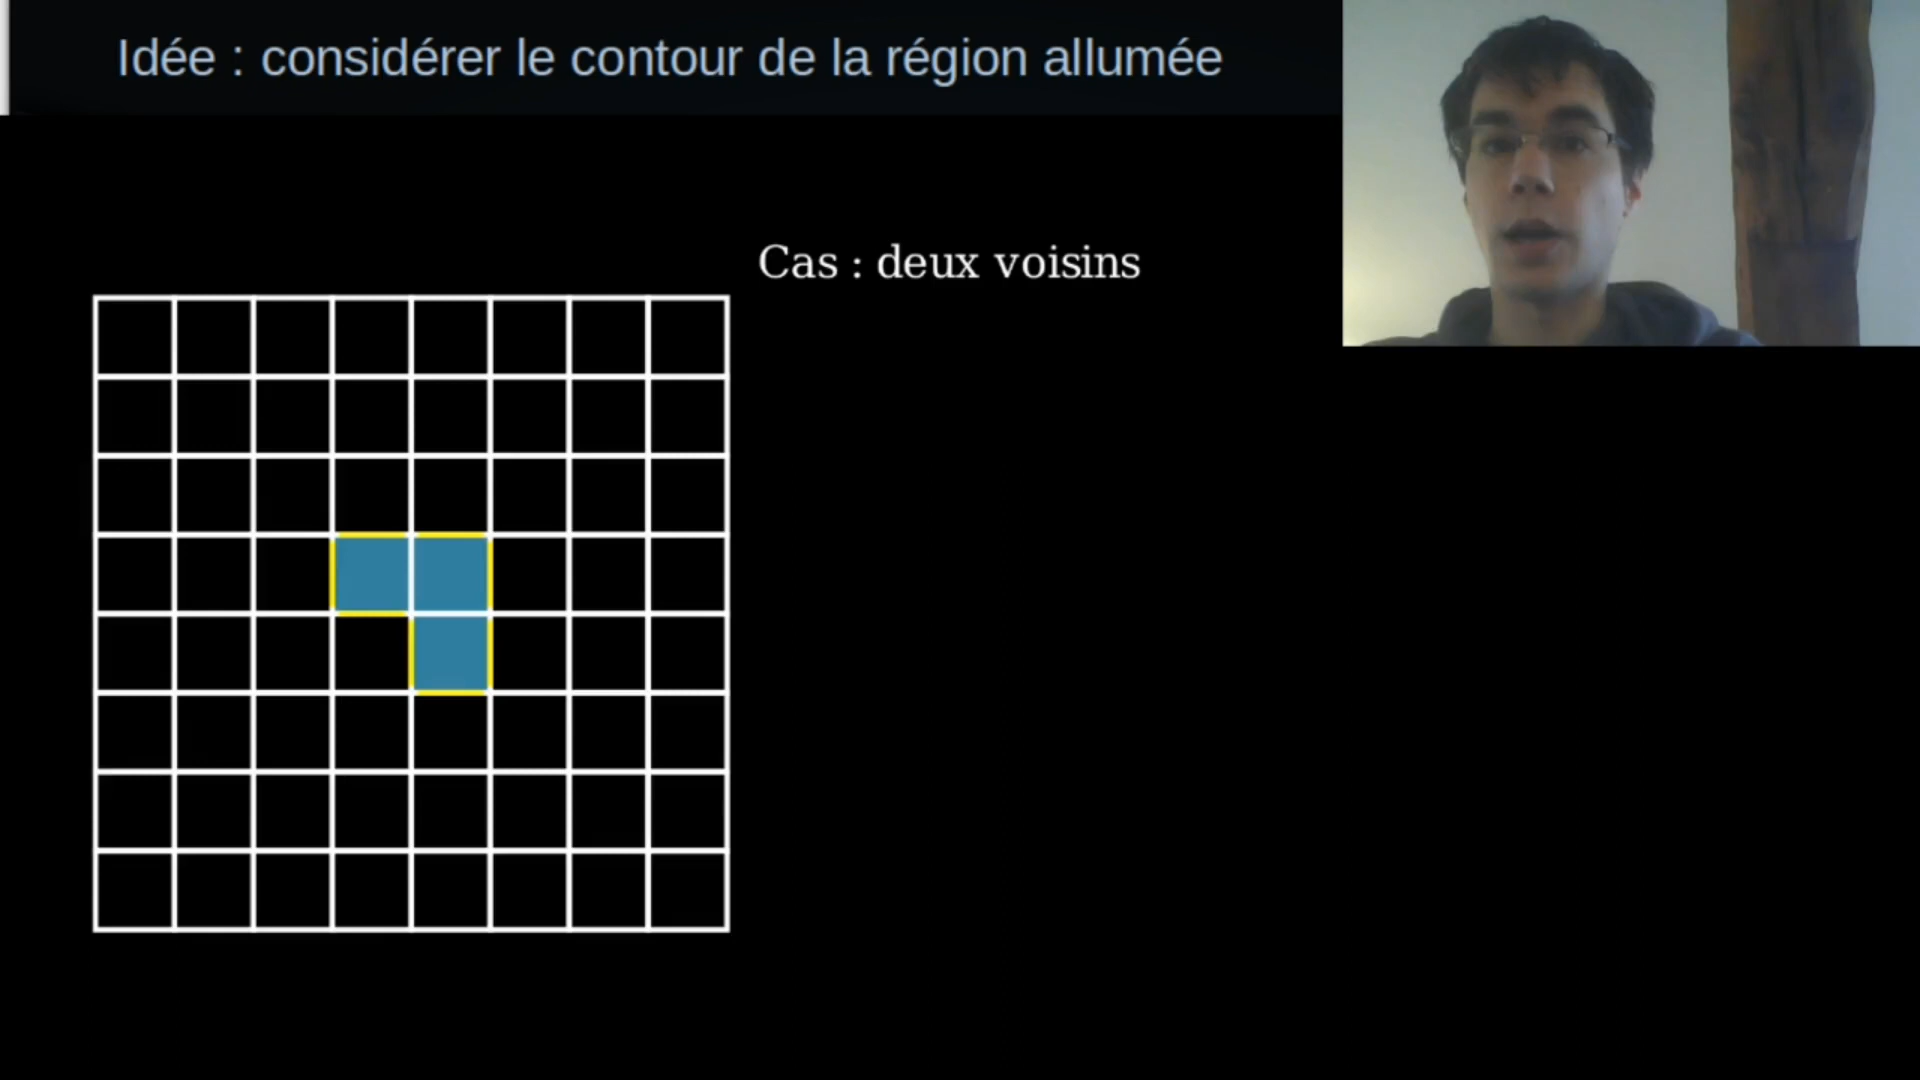 Idée : considérer le contour de la région allumée
Cas : deux voisins